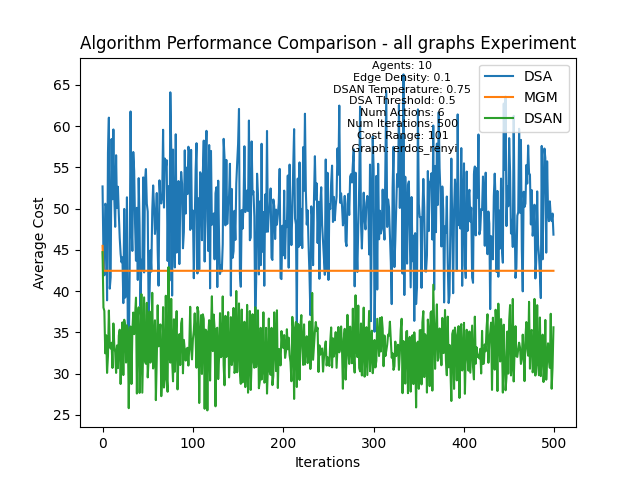 Algorithm Performance Comparison - all graphs Experiment
Agents: 10
Edge Density: 0.1
DSAN Temperature: 0.75
DSA Threshold: 0.5
Num Actions: 6
Num Iterations: 500
Cost Range: 101
Graph: erdos_renyi
DSA
MGM
DSAN
Average Cost
65
60
55
50
45
40
35
30
25
0
100
200
300
400
500
Iterations